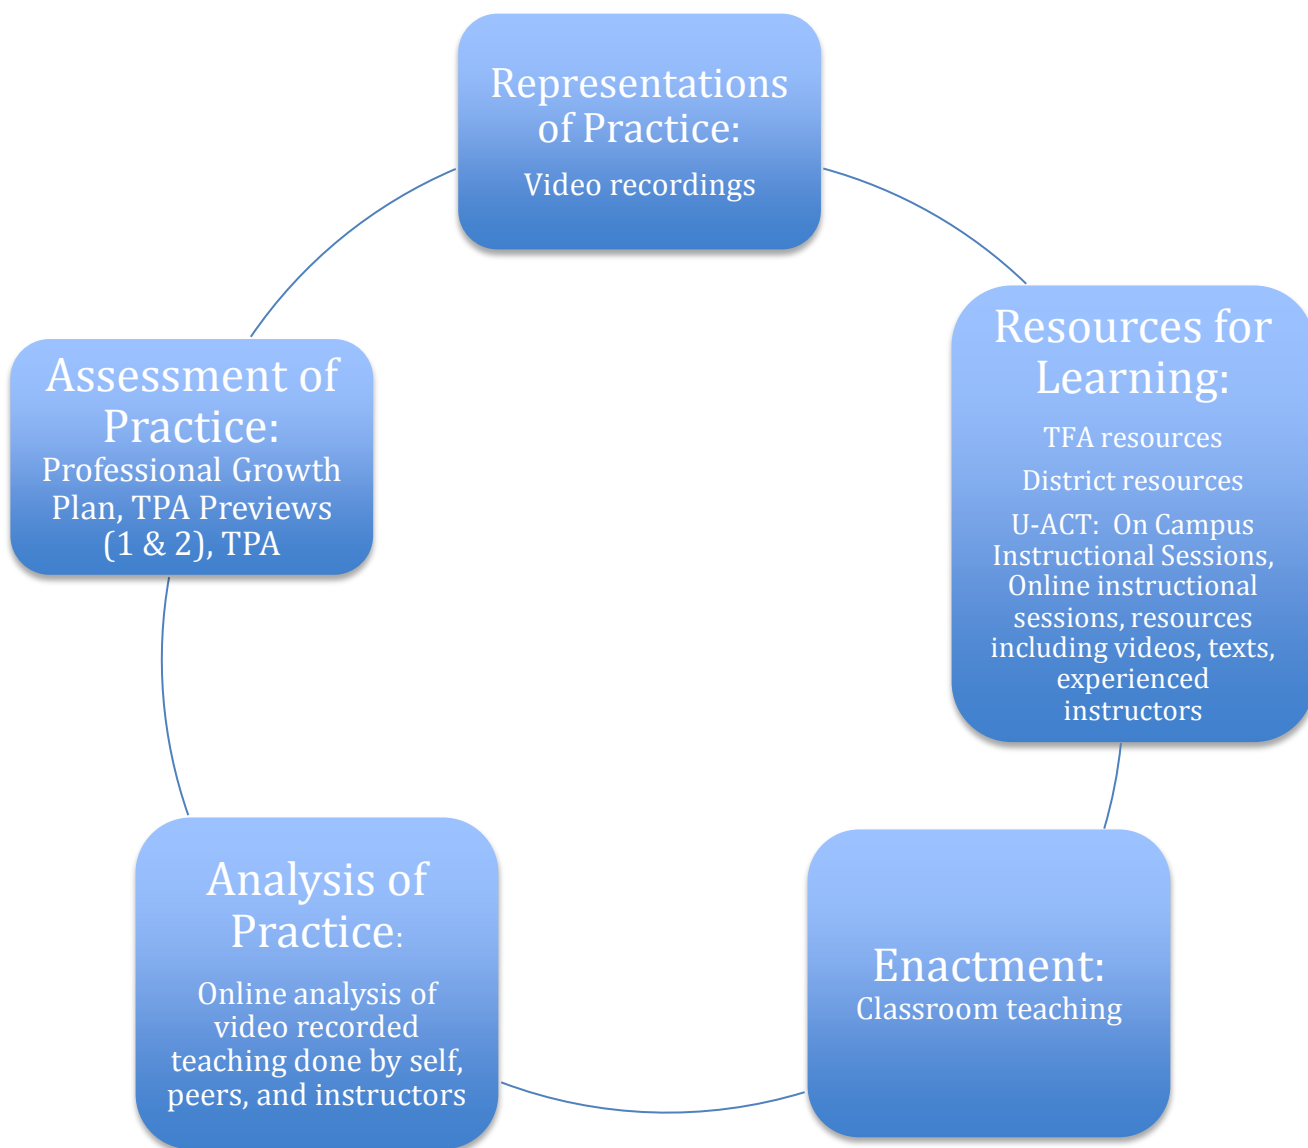 Representations
of Practice:
Video recordings
Resources for
Learning:
TFA resources
District resources
U-ACT: On Campus
Instructional Sessions,
Online instructional
sessions, resources
including videos, texts,
experienced
instructors
Enactment:
Classroom teaching
Analysis of
Practice:
Online analysis of
video recorded
teaching done by self,
peers, and instructors
Assessment of
Practice:
Professional Growth
Plan, TPA Previews
(1 & 2), TPA